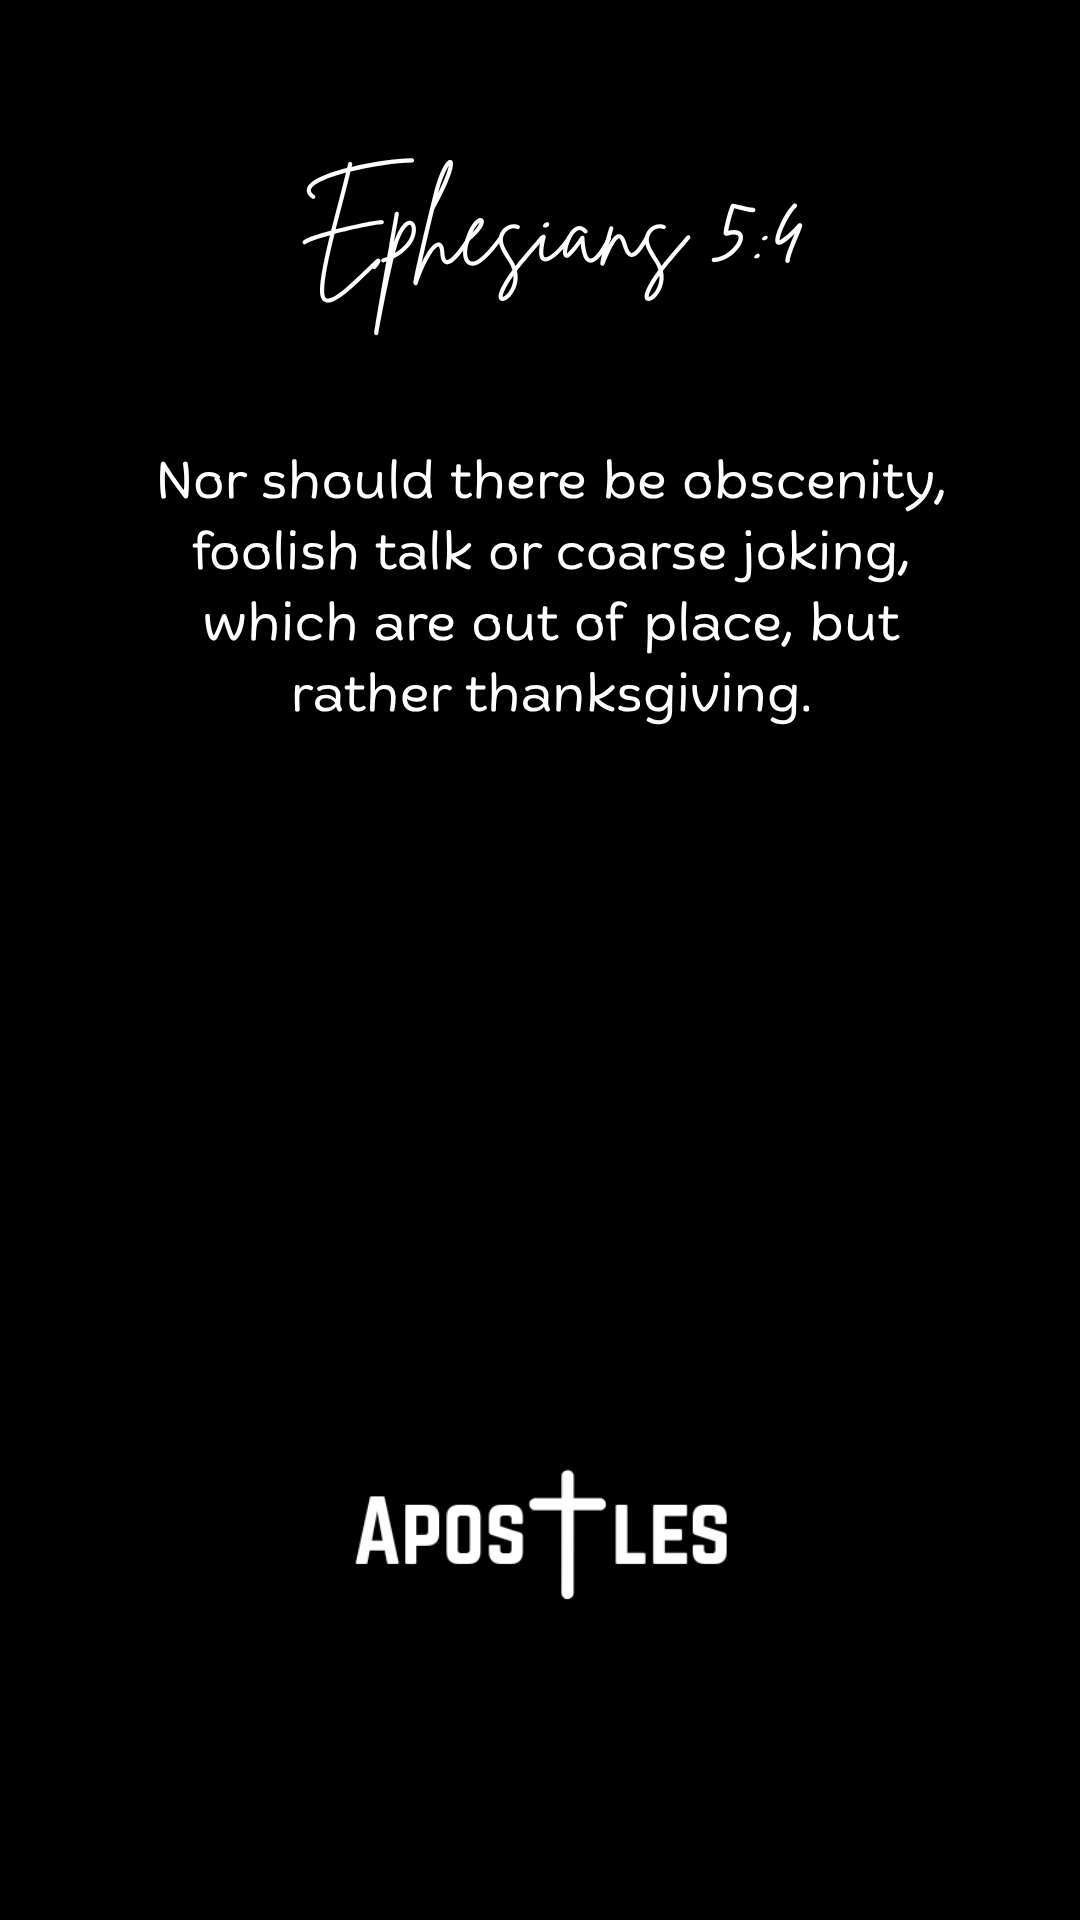 Ephesians 5:4
Nor should there be obscenity,
foolish talk or coarse joking,
which are out of place, but
rather thanksgiving.
APOSTLES